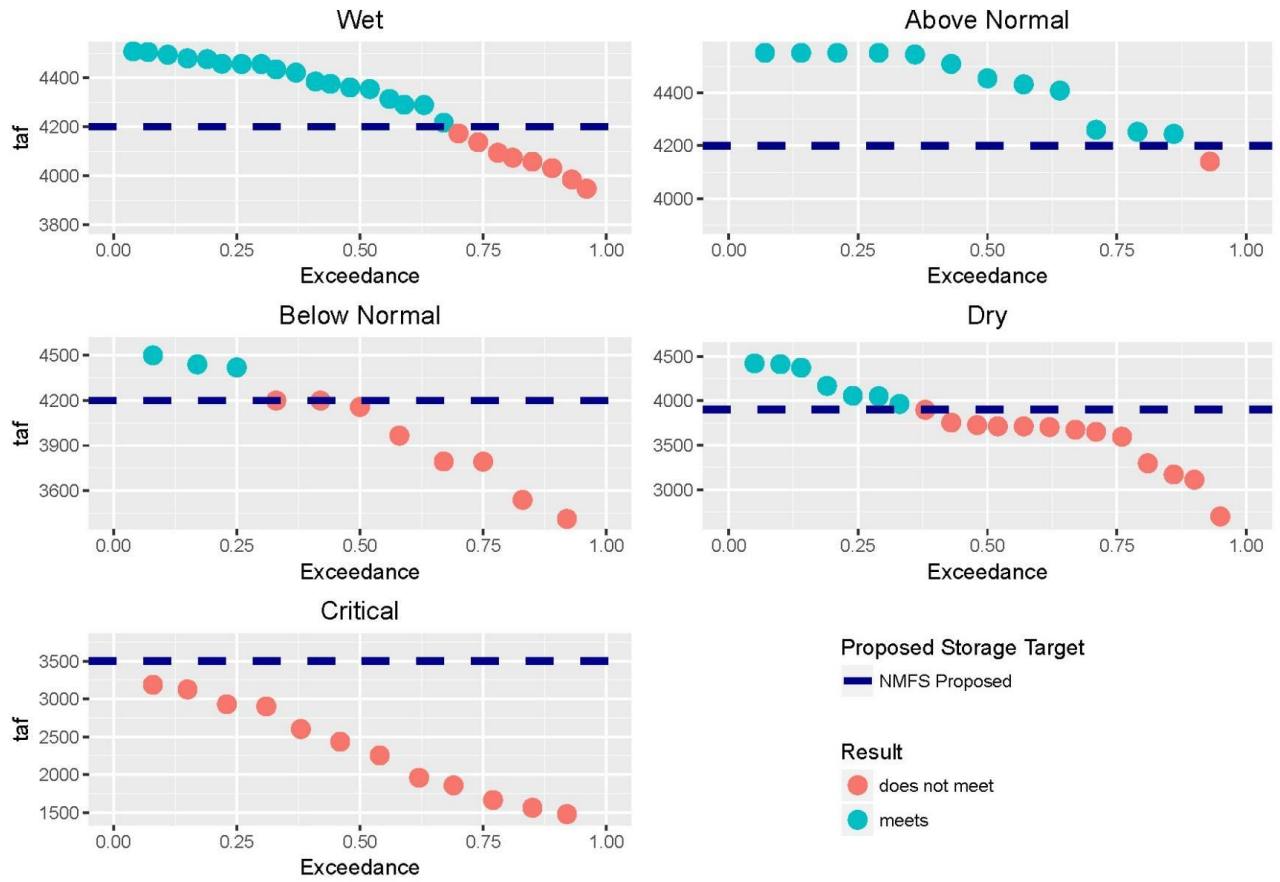 Wet
taf
4400
4200
4000
3800
0.00 0.25 0.50 0.75 1.00
Exceedance
Above Normal
4400
4200
4000
0.00 0.25 0.50 0.75 1.00
Exceedance
Below Normal
taf
4500
4200
3900
3600
0.00 0.25 0.50 0.75 1.00
Exceedance
Dry
4500
4000
3500
3000
0.00 0.25 0.50 0.75 1.00
Exceedance
Critical
taf
3500
3000
2500
2000
1500
0.00 0.25 0.50 0.75 1.00
Exceedance
Proposed Storage Target
NMFS Proposed
Result
does not meet
meets